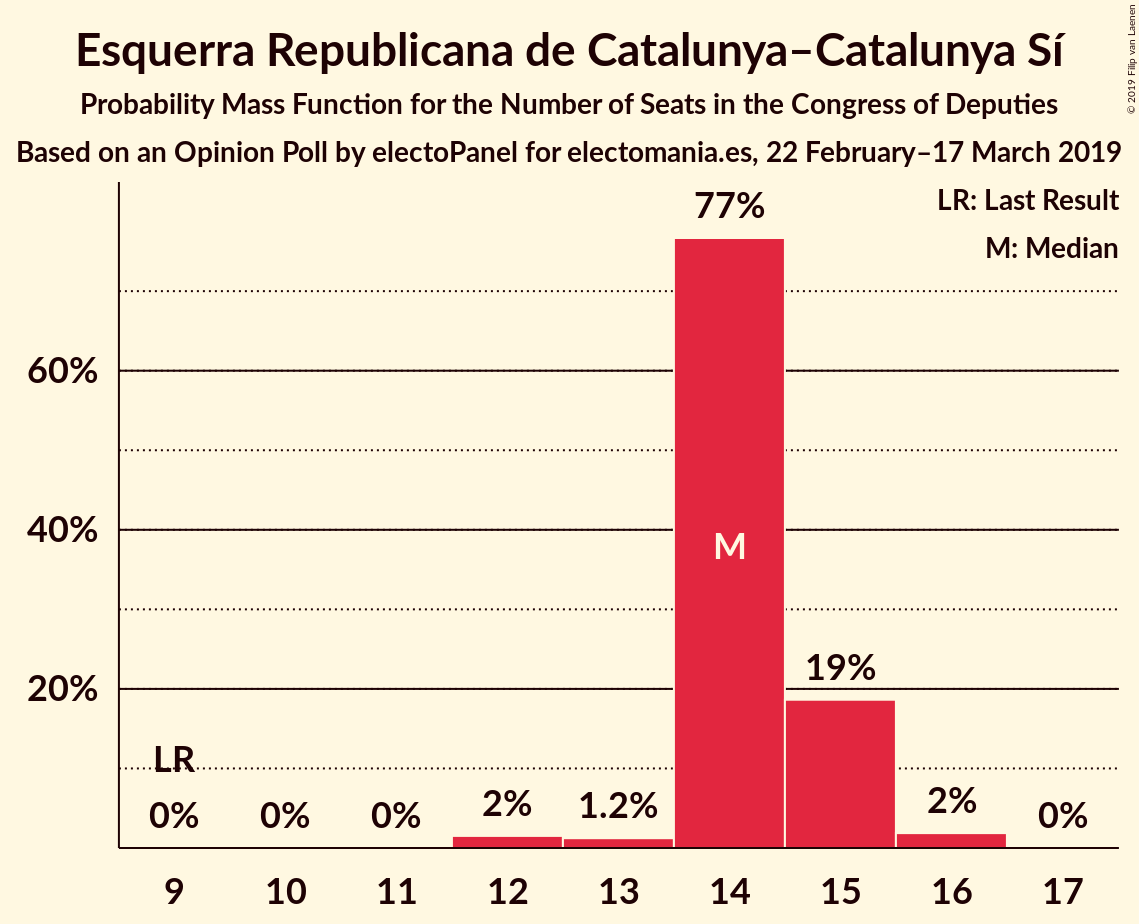 Esquerra Republicana de Catalunya–Catalunya Sí
Probability Mass Function for the Number of Seats in the Congress of Deputies
Based on an Opinion Poll by electoPanel for electomania.es, 22 February–17 March 2019
© 2019 Filip van Laenen
LR: Last Result
M: Median
77%
60%
40%
M
19%
20%
LR
0%
0%
0%
2%
1.2%
2%
0%
9
10
11
12
13
14
15
16
17